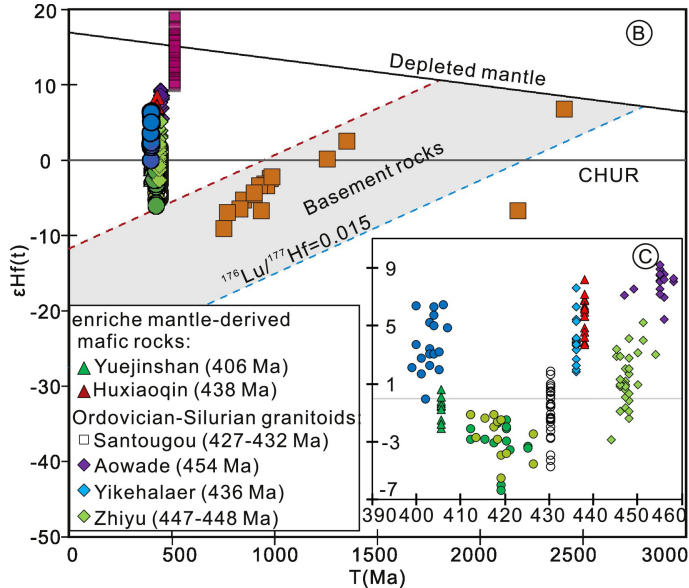 B
20
10
0
-10
-20
-30
-40
-50
εHf(t)
Depleted mantle
CHUR
Basement rocks
¹⁷⁶Lu/¹⁷⁷Hf=0.015
enriche mantle-derived
mafic rocks:
Yuejinshan (406 Ma)
Huxiaoqin (438 Ma)
Ordovician-Silurian granitoids:
Santougou (427-432 Ma)
Aowade (454 Ma)
Yikehalaer (436 Ma)
Zhiyu (447-448 Ma)
C
9
5
1
-3
-7
390 400 410 420 430 440 450 460
0 500 1000 1500 2000 2500 3000
T(Ma)